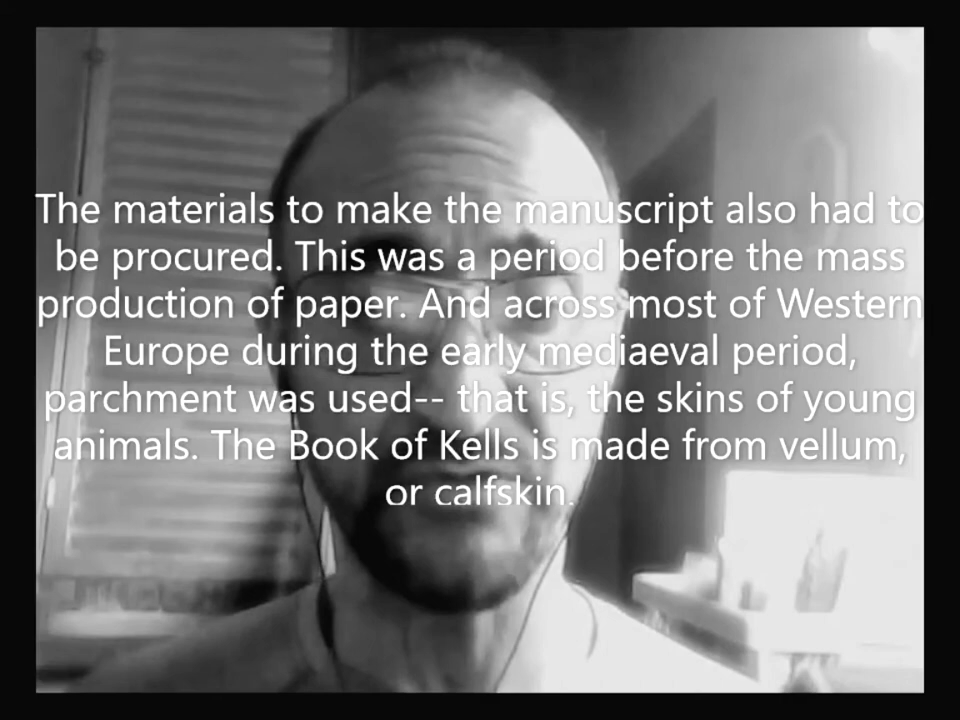 The materials to make the manuscript also had to
be procured. This was a period before the mass
production of paper. And across most of Western
Europe during the early mediaeval period,
parchment was used-- that is, the skins of young
animals. The Book of Kells is made from vellum,
or calfskin.